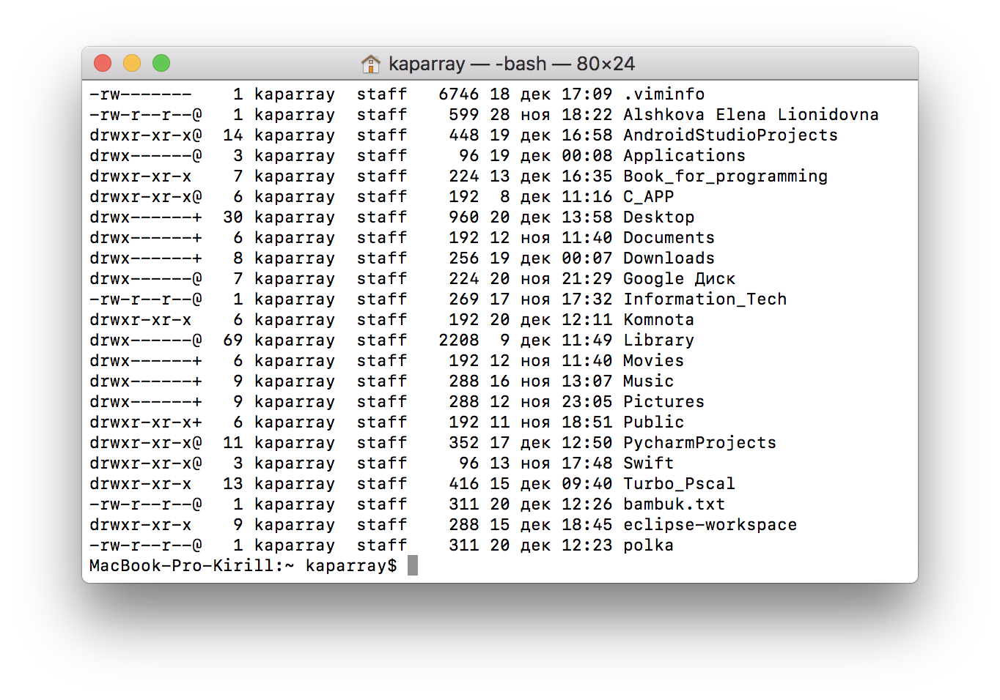 kaparray — -bash — 80×24
-rw-------    1 kaparray  staff   6746 18 дек 17:09 .viminfo
-rw-r--r--@   1 kaparray  staff    599 28 ноя 18:22 Alshkova Elena Lionidovna
drwxr-xr-x@  14 kaparray  staff    448 19 дек 16:58 AndroidStudioProjects
drwx------@   3 kaparray  staff     96 19 дек 00:08 Applications
drwxr-xr-x    7 kaparray  staff    224 13 дек 16:35 Book_for_programming
drwxr-xr-x@   6 kaparray  staff    192  8 дек 11:16 C_APP
drwx------+  30 kaparray  staff    960 20 дек 13:58 Desktop
drwx------+   6 kaparray  staff    192 12 ноя 11:40 Documents
drwx------+   8 kaparray  staff    256 19 дек 00:07 Downloads
drwx------@   7 kaparray  staff    224 20 ноя 21:29 Google Диск
-rw-r--r--@   1 kaparray  staff    269 17 ноя 17:32 Information_Tech
drwxr-xr-x    6 kaparray  staff    192 20 дек 12:11 Komnota
drwx------@  69 kaparray  staff   2208  9 дек 11:49 Library
drwx------+   6 kaparray  staff    192 12 ноя 11:40 Movies
drwx------+   9 kaparray  staff    288 16 ноя 13:07 Music
drwx------+   9 kaparray  staff    288 12 ноя 23:05 Pictures
drwxr-xr-x+   6 kaparray  staff    192 11 ноя 18:51 Public
drwxr-xr-x@  11 kaparray  staff    352 17 дек 12:50 PycharmProjects
drwxr-xr-x@   3 kaparray  staff     96 13 ноя 17:48 Swift
drwxr-xr-x   13 kaparray  staff    416 15 дек 09:40 Turbo_Pscal
-rw-r--r--@   1 kaparray  staff    311 20 дек 12:26 bambuk.txt
drwxr-xr-x    9 kaparray  staff    288 15 дек 18:45 eclipse-workspace
-rw-r--r--@   1 kaparray  staff    311 20 дек 12:23 polka
MacBook-Pro-Kirill:~ kaparray$